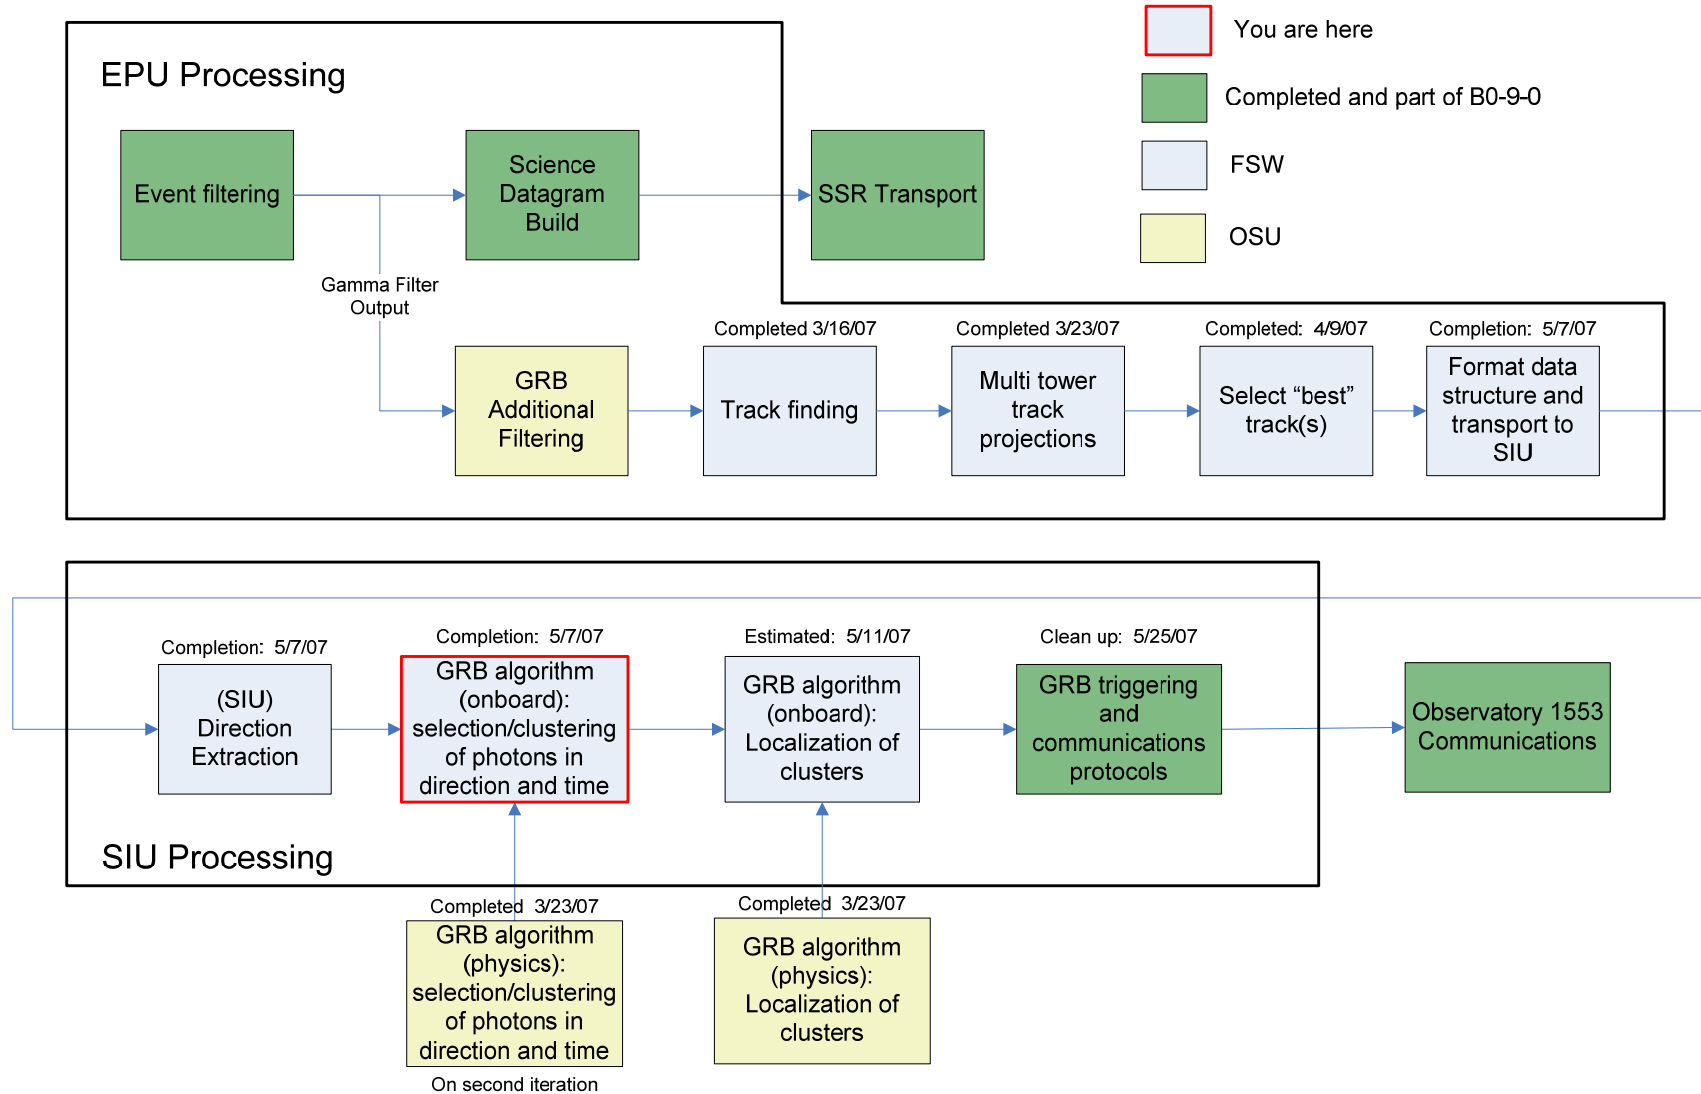 You are here
EPU Processing
Completed and part of B0-9-0
Event filtering
Science
Datagram
Build
SSR Transport
FSW
OSU
Gamma Filter
Output
Completed 3/16/07
Completed 3/23/07
Completed:  4/9/07
Completion:  5/7/07
GRB
Additional
Filtering
Track finding
Multi tower
track
projections
Select “best”
track(s)
Format data
structure and
transport to
SIU
Completion:  5/7/07
Completion:  5/7/07
Estimated:  5/11/07
Clean up:  5/25/07
(SIU)
Direction
Extraction
GRB algorithm
(onboard):
selection/clustering
of photons in
direction and time
GRB algorithm
(onboard):
Localization of
clusters
GRB triggering
and
communications
protocols
Observatory 1553
Communications
SIU Processing
Completed  3/23/07
Completed  3/23/07
GRB algorithm
(physics):
selection/clustering
of photons in
direction and time
GRB algorithm
(physics):
Localization of
clusters
On second iteration